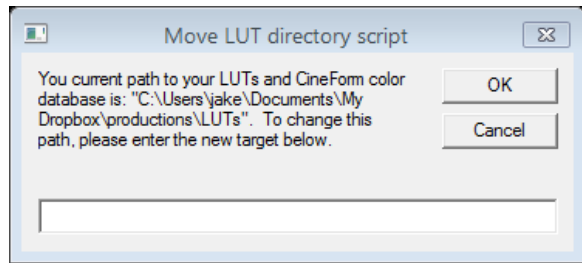 Move LUT directory script
You current path to your LUTs and CineForm color
database is: "C:\Users\jake\Documents\My
Dropbox\productions\LUTs". To change this
path, please enter the new target below.
OK
Cancel